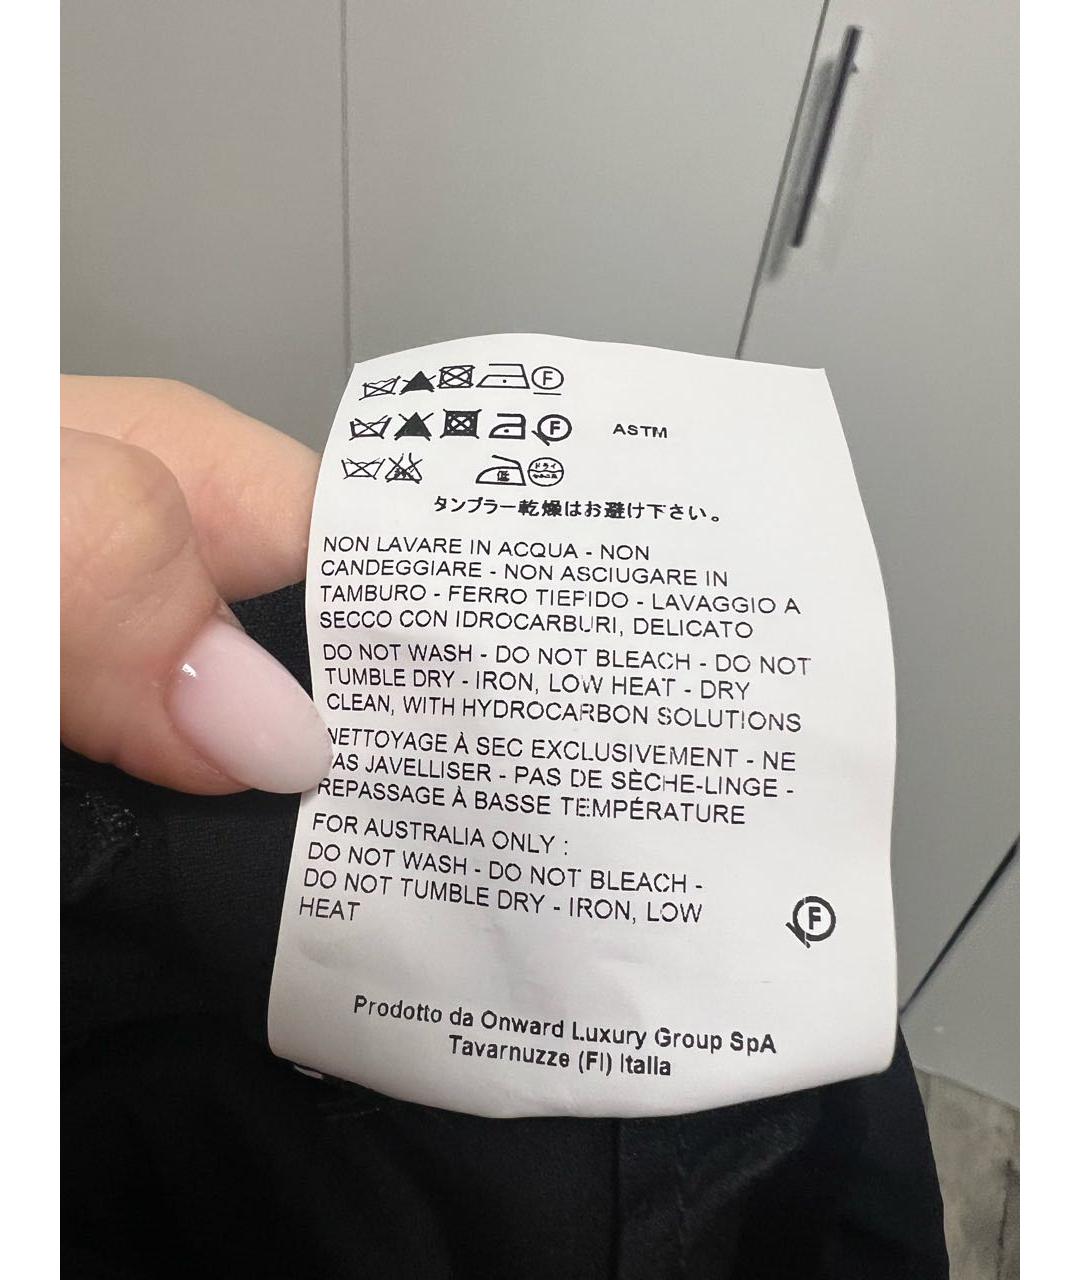 F
F ASTM
低 ドライ
タンブラー乾燥はお避け下さい。
NON LAVARE IN ACQUA - NON
CANDEGGIARE - NON ASCIUGARE IN
TAMBURO - FERRO TIEPIDO - LAVAGGIO A
SECCO CON IDROCARBURI, DELICATO
DO NOT WASH - DO NOT BLEACH - DO NOT
TUMBLE DRY - IRON, LOW HEAT - DRY
CLEAN, WITH HYDROCARBON SOLUTIONS
NETTOYAGE À SEC EXCLUSIVEMENT - NE
PAS JAVELLISER - PAS DE SÈCHE-LINGE -
REPASSAGE À BASSE TEMPÉRATURE
FOR AUSTRALIA ONLY :
DO NOT WASH - DO NOT BLEACH -
DO NOT TUMBLE DRY - IRON, LOW
HEAT
F
Prodotto da Onward Luxury Group SpA
Tavarnuzze (FI) Italia